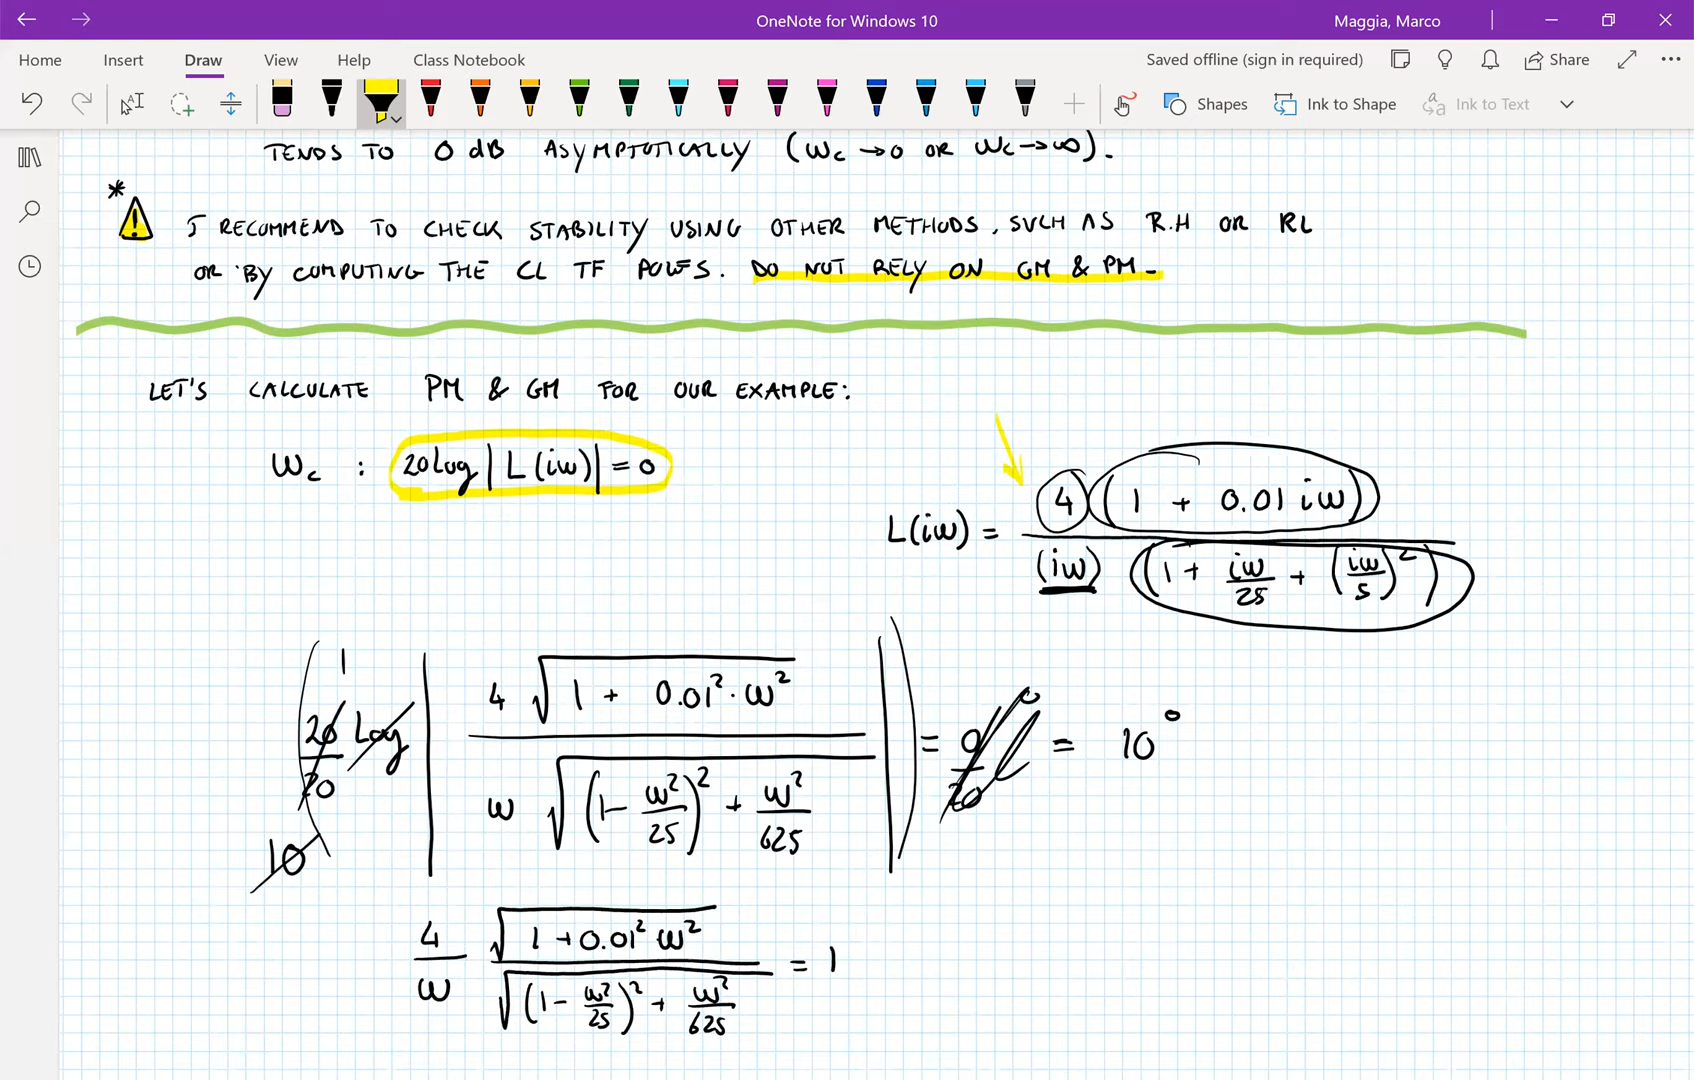 OneNote for Windows 10
Maggia, Marco
Home Insert Draw View Help Class Notebook
Saved offline (sign in required) Share
Shapes Ink to Shape Ink to Text
TENDS TO 0 dB ASYMPTOTICALLY (ωc → 0 OR ωc → ∞).
* ! I RECOMMEND TO CHECK STABILITY USING OTHER METHODS, SUCH AS R.H OR RL
OR BY COMPUTING THE CL TF POLES. DO NOT RELY ON GM & PM.
LET'S CALCULATE PM & GM FOR OUR EXAMPLE:
ωc : 20 Log | L(iω)| = 0
L(iω) = 4 (1 + 0.01 iω) / (iω) (1 + iω/25 + (iω/5)²)
10^(1 20/20 Log | 4 √(1 + 0.01² · ω²) / ω √((1 - ω²/25)² + ω²/625) |) = 0/20 0 = 10⁰
4/ω √(1 + 0.01² ω²) / √((1 - ω²/25)² + ω²/625) = 1